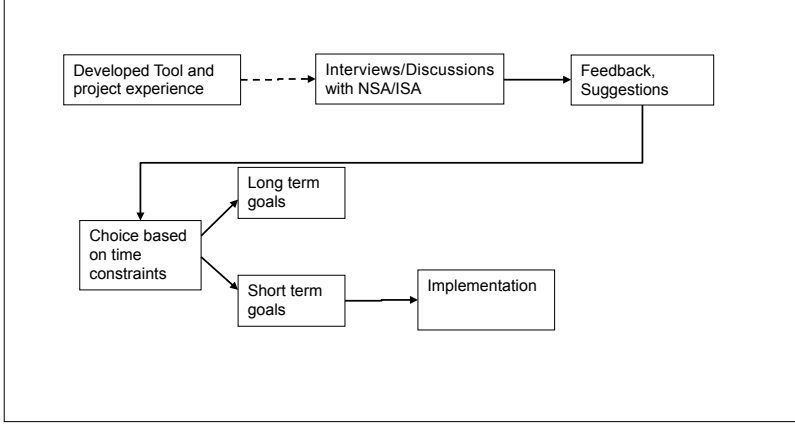 Developed Tool and
project experience
Interviews/Discussions
with NSA/ISA
Feedback,
Suggestions
Long term
goals
Choice based
on time
constraints
Short term
goals
Implementation